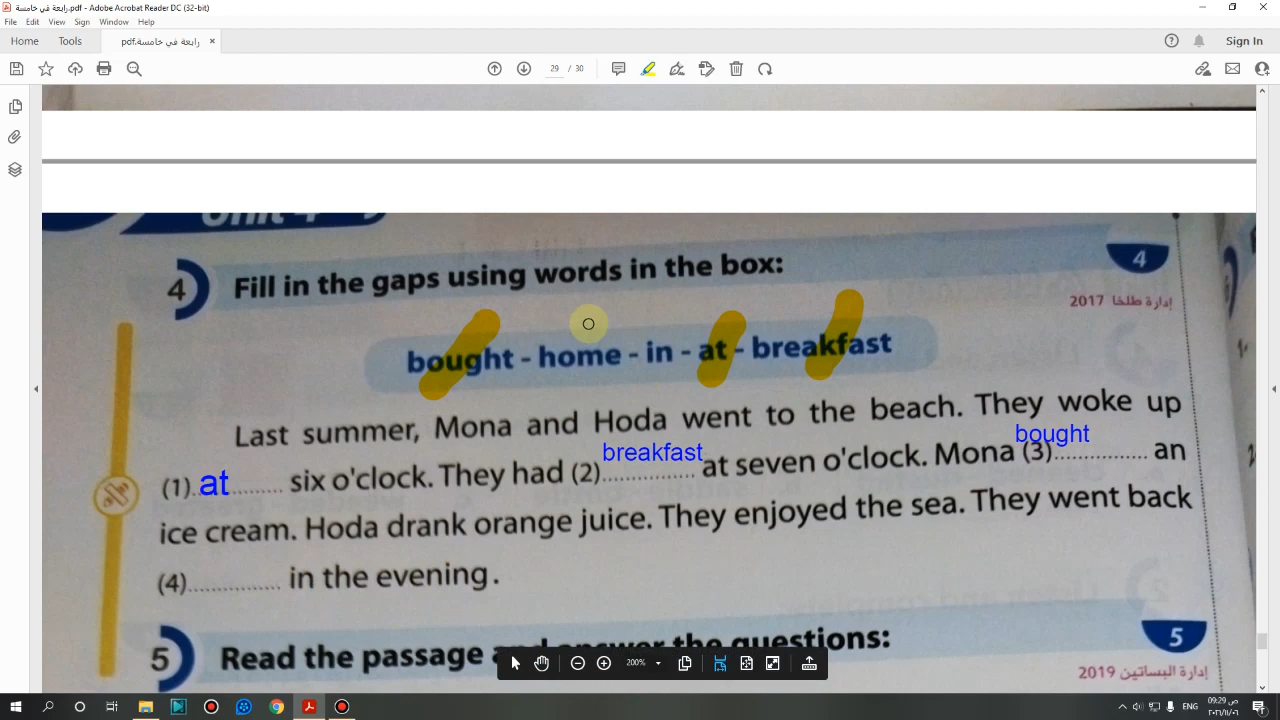 رابعة في خامسة.pdf - Adobe Acrobat Reader DC (32-bit)
File Edit View Sign Window Help
Home Tools رابعة في خامسة.pdf × Sign In
29 / 30
4 Fill in the gaps using words in the box: 4
إدارة طلخا 2017
bought - home - in - at - breakfast
Last summer, Mona and Hoda went to the beach. They woke up
breakfast bought
(1)..at.......... six o'clock. They had (2)............... at seven o'clock. Mona (3)............... an
ice cream. Hoda drank orange juice. They enjoyed the sea. They went back
(4)............... in the evening.
5 Read the passage and answer the questions: 5
إدارة البساتين 2019
200%
ENG 09:29 ص